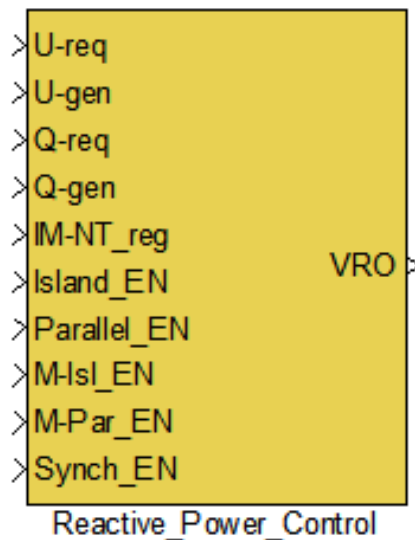 U-req
U-gen
Q-req
Q-gen
IM-NT_reg
Island_EN
VRO
Parallel_EN
M-Isl_EN
M-Par_EN
Synch_EN
Reactive_Power_Control